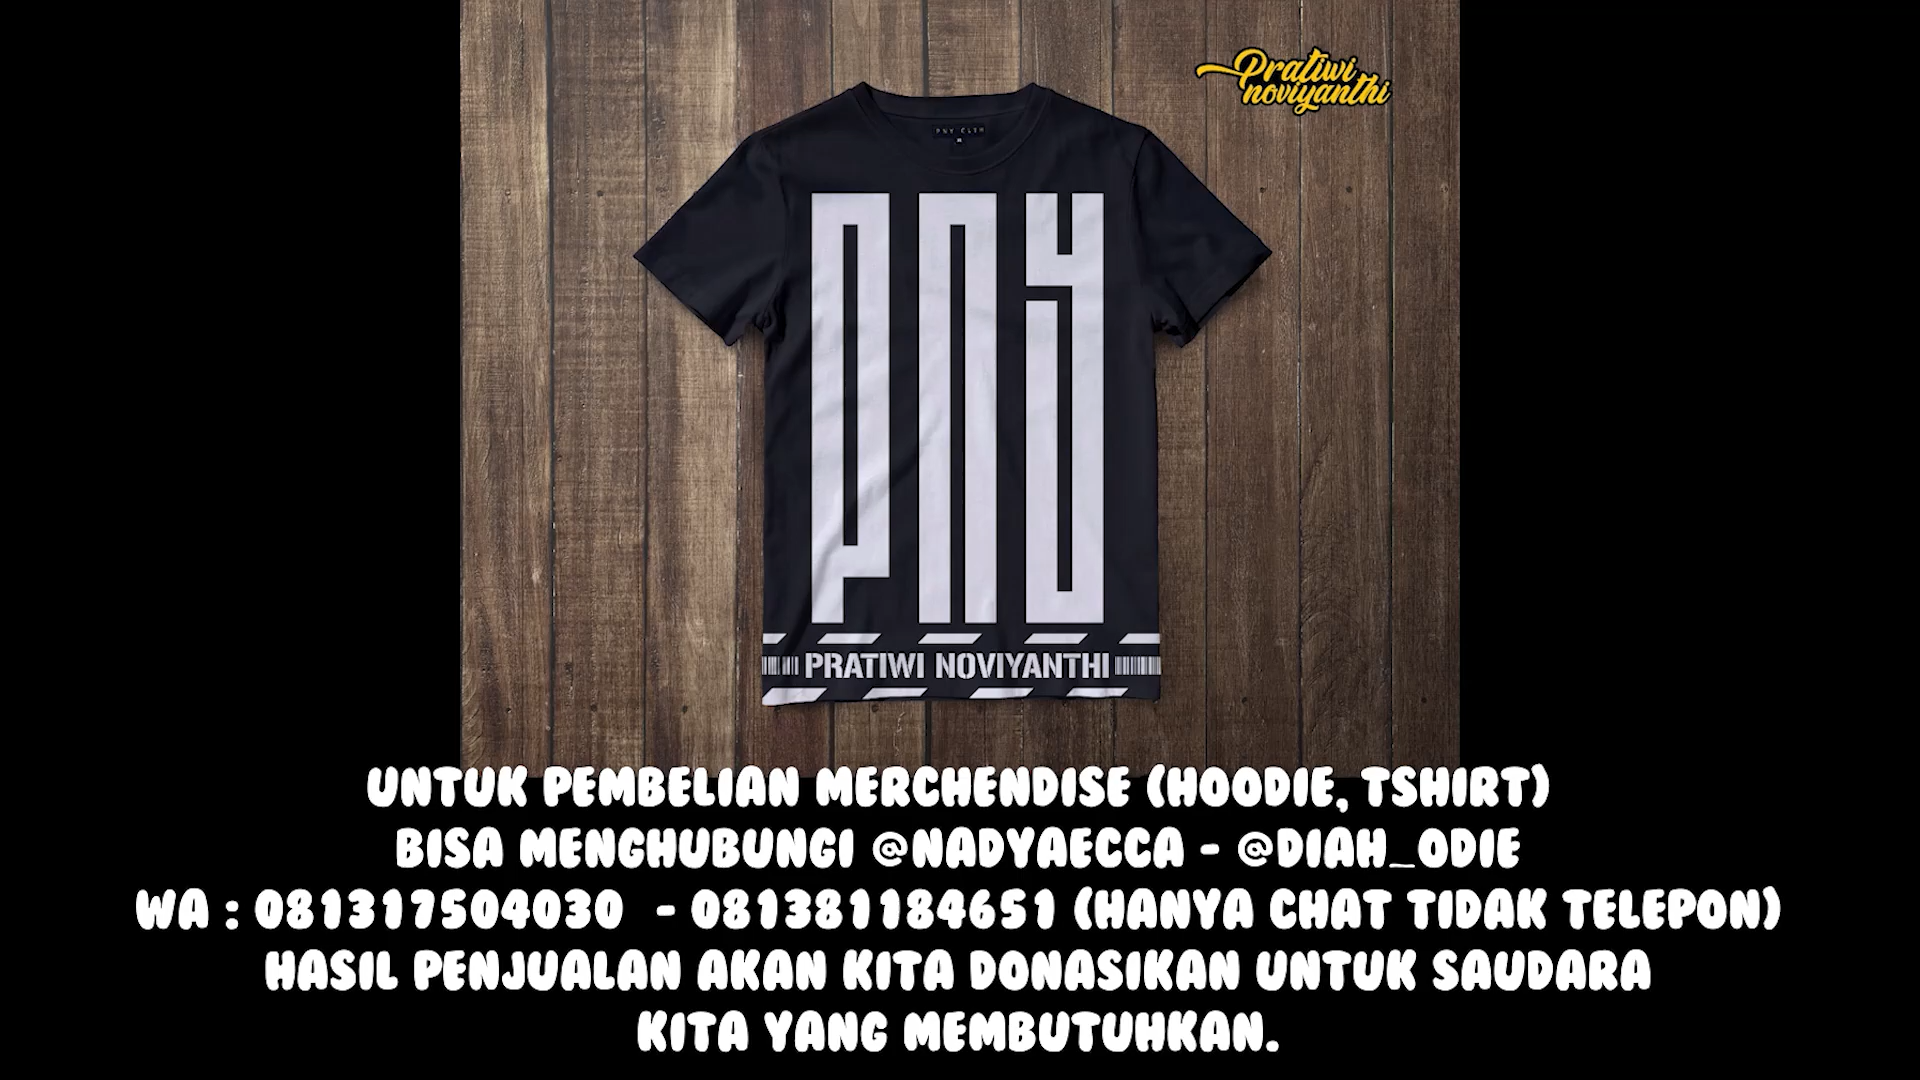 Pratiwi
noviyanthi
PNY CLTH
PNY
PRATIWI NOVIYANTHI
UNTUK PEMBELIAN MERCHENDISE (HOODIE, TSHIRT)
BISA MENGHUBUNGI @NADYAECCA - @DIAH_ODIE
WA : 081317504030 - 081381184651 (HANYA CHAT TIDAK TELEPON)
HASIL PENJUALAN AKAN KITA DONASIKAN UNTUK SAUDARA
KITA YANG MEMBUTUHKAN.